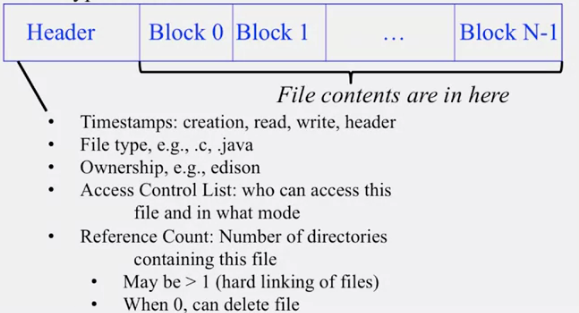 Header Block 0 Block 1 ... Block N-1
File contents are in here
• Timestamps: creation, read, write, header
• File type, e.g., .c, .java
• Ownership, e.g., edison
• Access Control List: who can access this
file and in what mode
• Reference Count: Number of directories
containing this file
• May be > 1 (hard linking of files)
• When 0, can delete file